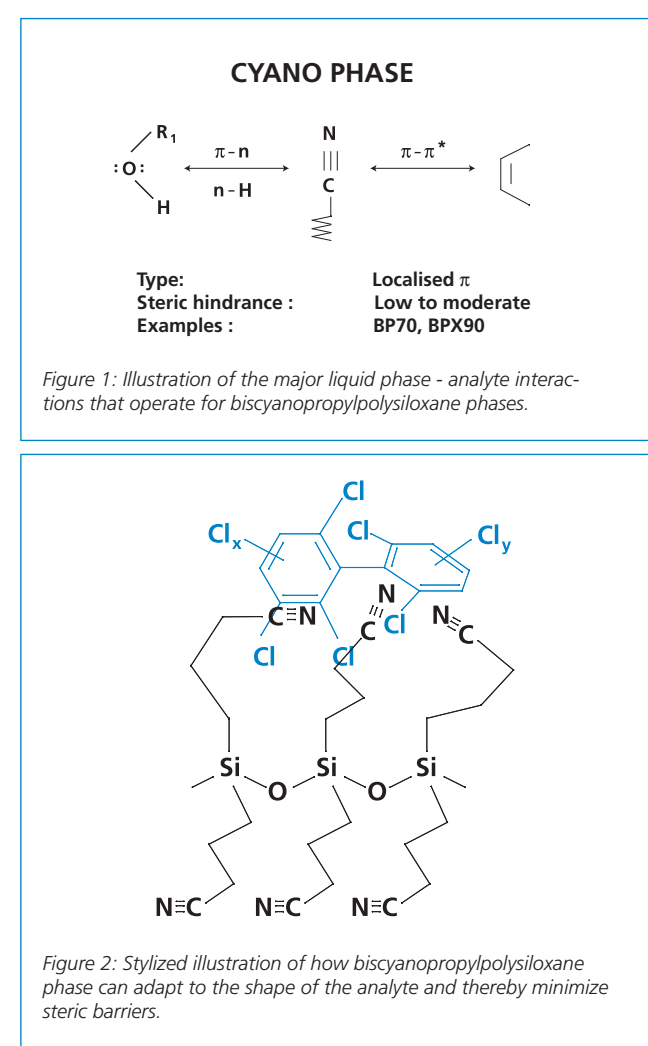 CYANO PHASE
R1
:O:
H
π-n
n-H
N
C
π-π*
Type: Localised π
Steric hindrance : Low to moderate
Examples : BP70, BPX90
Figure 1: Illustration of the major liquid phase - analyte interac-
tions that operate for biscyanopropylpolysiloxane phases.
Cl
Clx Cl Cly
N
C≡N Cl N≡C
C Cl
Cl Cl
Si Si Si
O O
N≡C N≡C N≡C
Figure 2: Stylized illustration of how biscyanopropylpolysiloxane
phase can adapt to the shape of the analyte and thereby minimize
steric barriers.